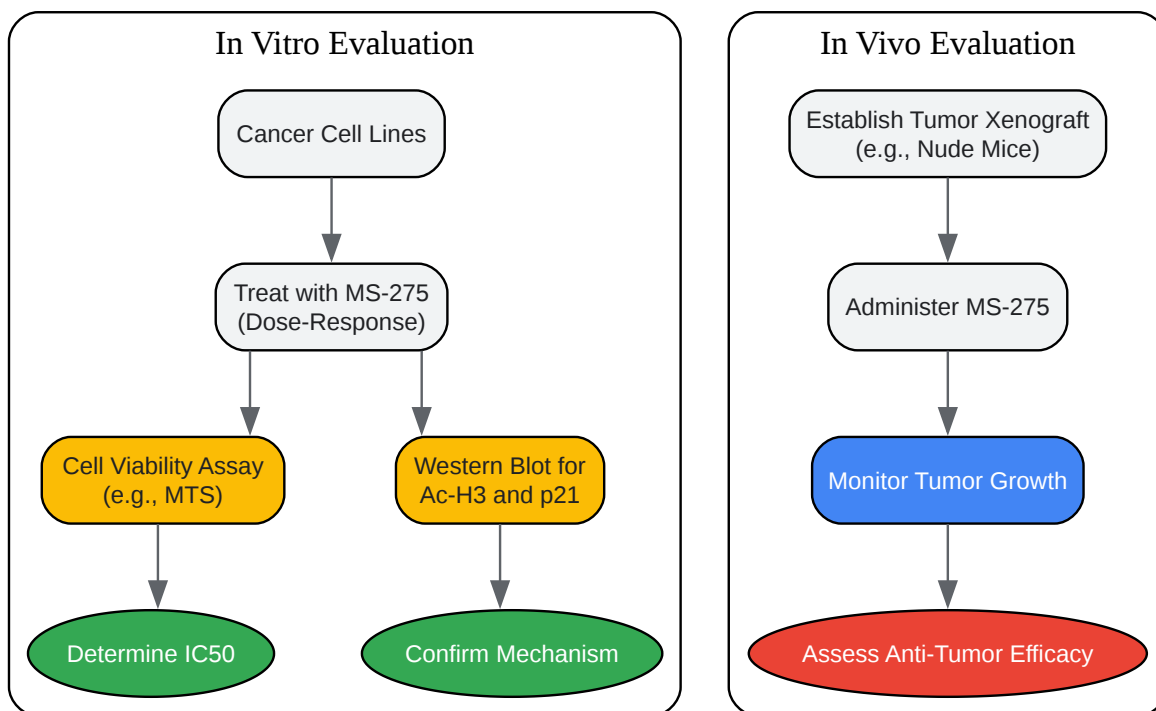 In Vitro Evaluation
Cancer Cell Lines
Treat with MS-275
(Dose-Response)
Cell Viability Assay
(e.g., MTS)
Western Blot for
Ac-H3 and p21
Determine IC50
Confirm Mechanism
In Vivo Evaluation
Establish Tumor Xenograft
(e.g., Nude Mice)
Administer MS-275
Monitor Tumor Growth
Assess Anti-Tumor Efficacy